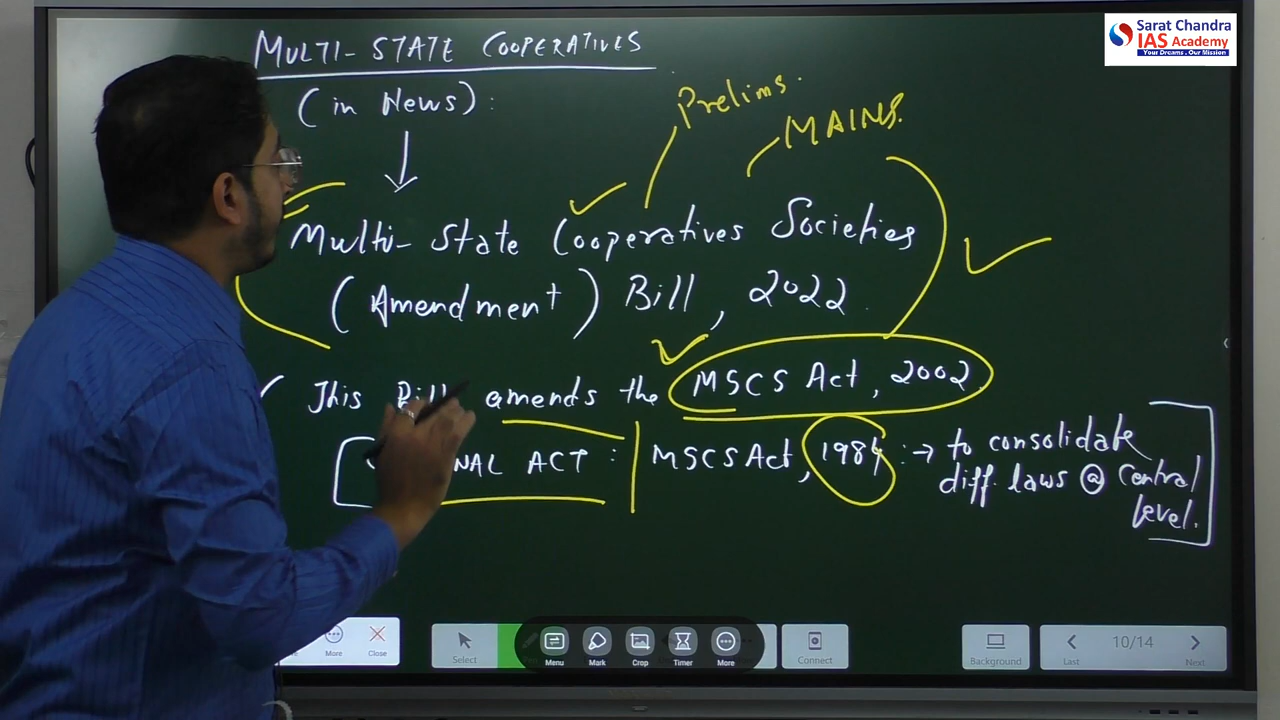 Sarat Chandra
IAS Academy
Your Dreams . Our Mission
MULTI-STATE COOPERATIVES
(in News) :
Prelims.
MAINS.
Multi-State Cooperatives Societies
(Amendment) Bill, 2022.
This Bill amends the MSCS Act, 2002
NAL ACT : MSCS Act, 1984 :→ to consolidate
diff. laws @ Central
level.
More
Close
Select
Menu
Mark
Crop
Timer
More
Connect
Background
Last
10/14
Next